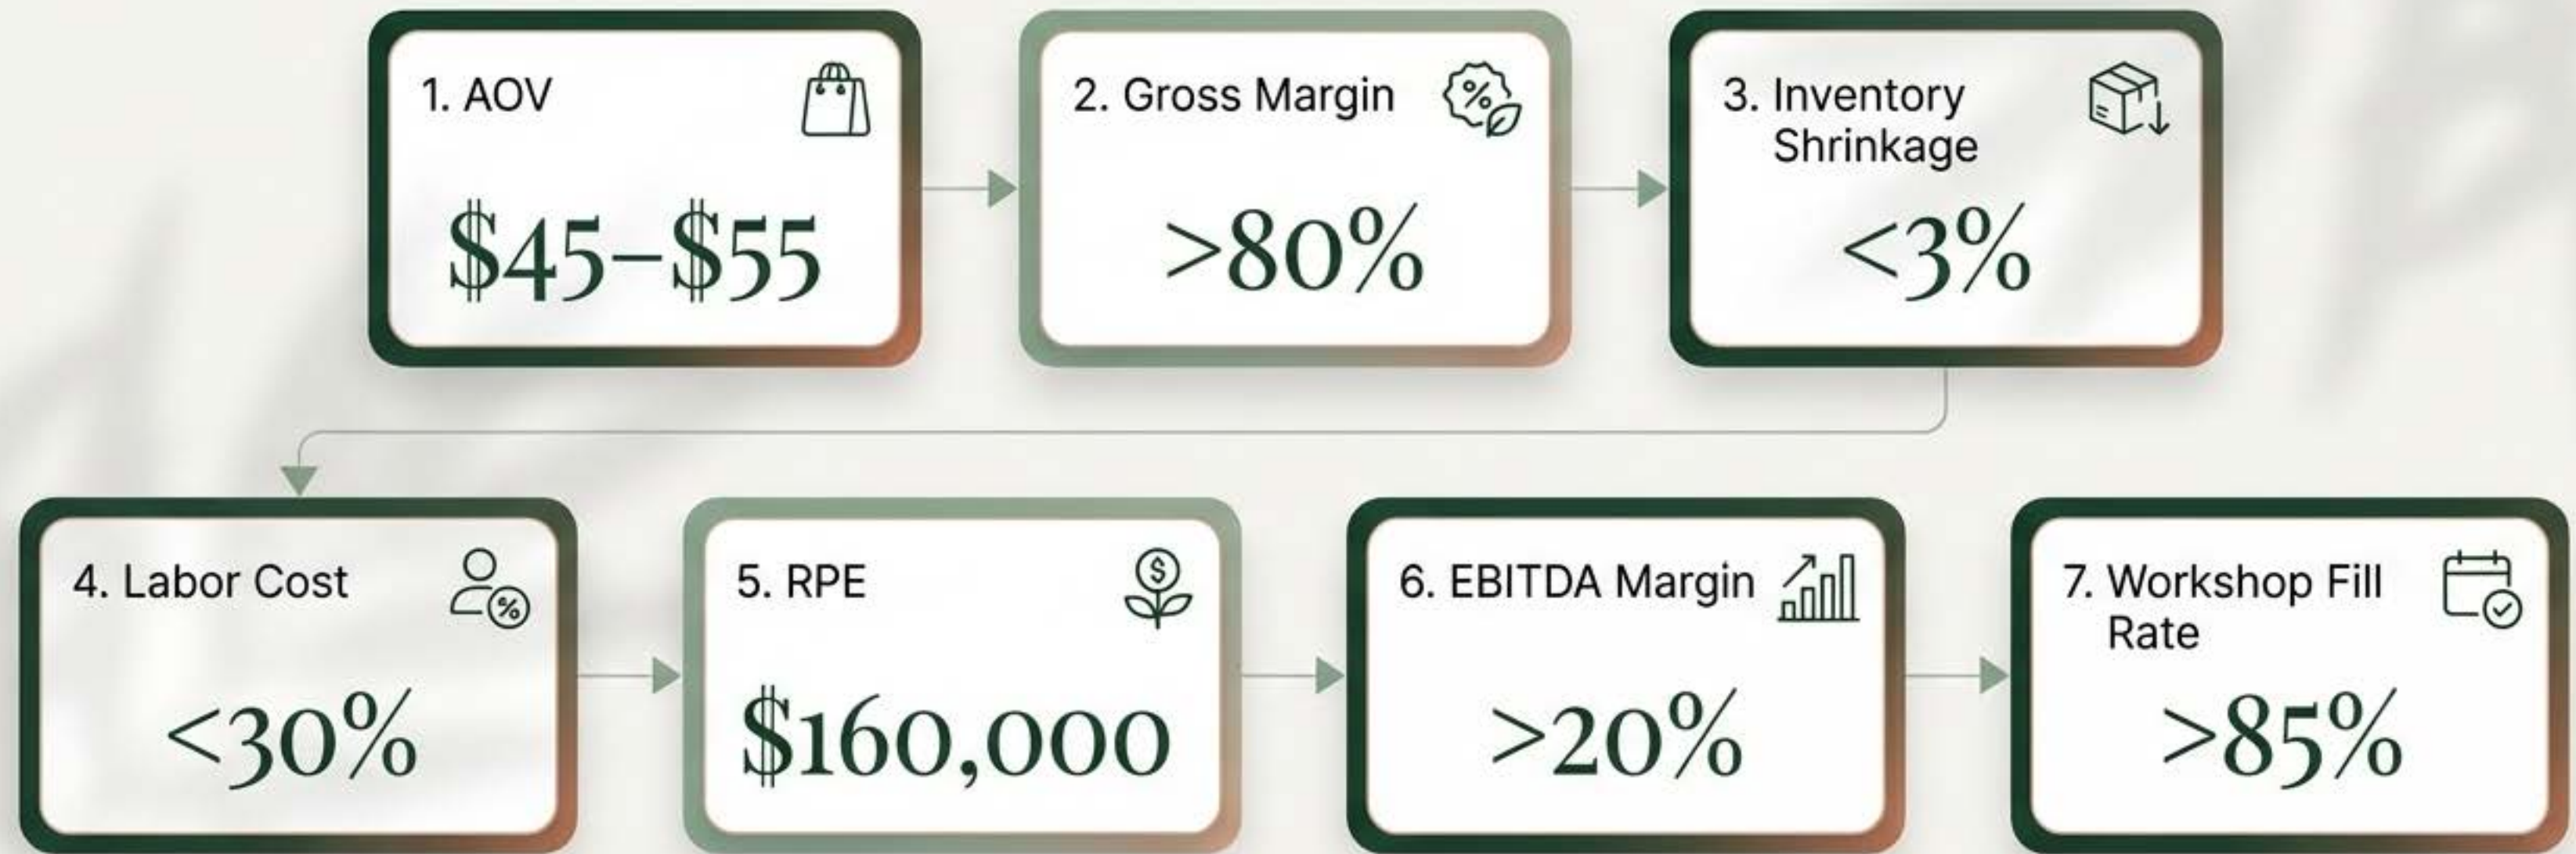 1. AOV
$45–$55
2. Gross Margin
>80%
3. Inventory
Shrinkage
<3%
4. Labor Cost
<30%
5. RPE
$160,000
6. EBITDA Margin
>20%
7. Workshop Fill
Rate
>85%